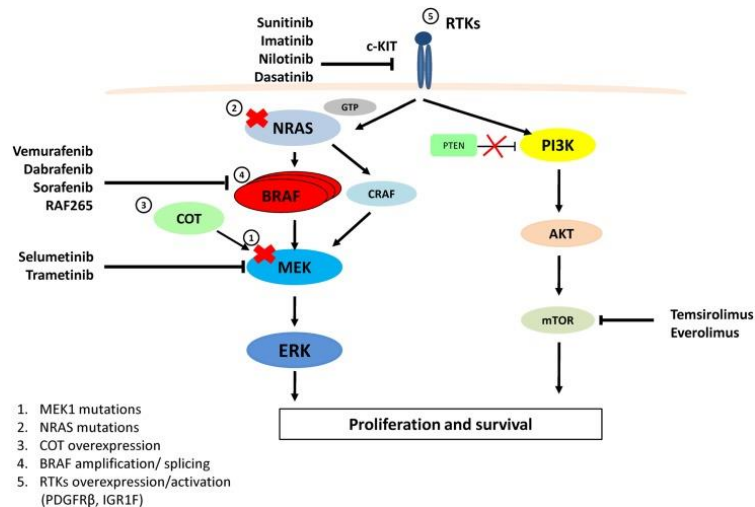 Sunitinib
Imatinib
Nilotinib
Dasatinib
c-KIT
5
RTKs
2
NRAS
GTP
PTEN
PI3K
Vemurafenib
Dabrafenib
Sorafenib
RAF265
4
BRAF
CRAF
3
COT
1
MEK
AKT
Selumetinib
Trametinib
mTOR
Temsirolimus
Everolimus
ERK
Proliferation and survival
1. MEK1 mutations
2. NRAS mutations
3. COT overexpression
4. BRAF amplification/ splicing
5. RTKs overexpression/activation
(PDGFRβ, IGR1F)